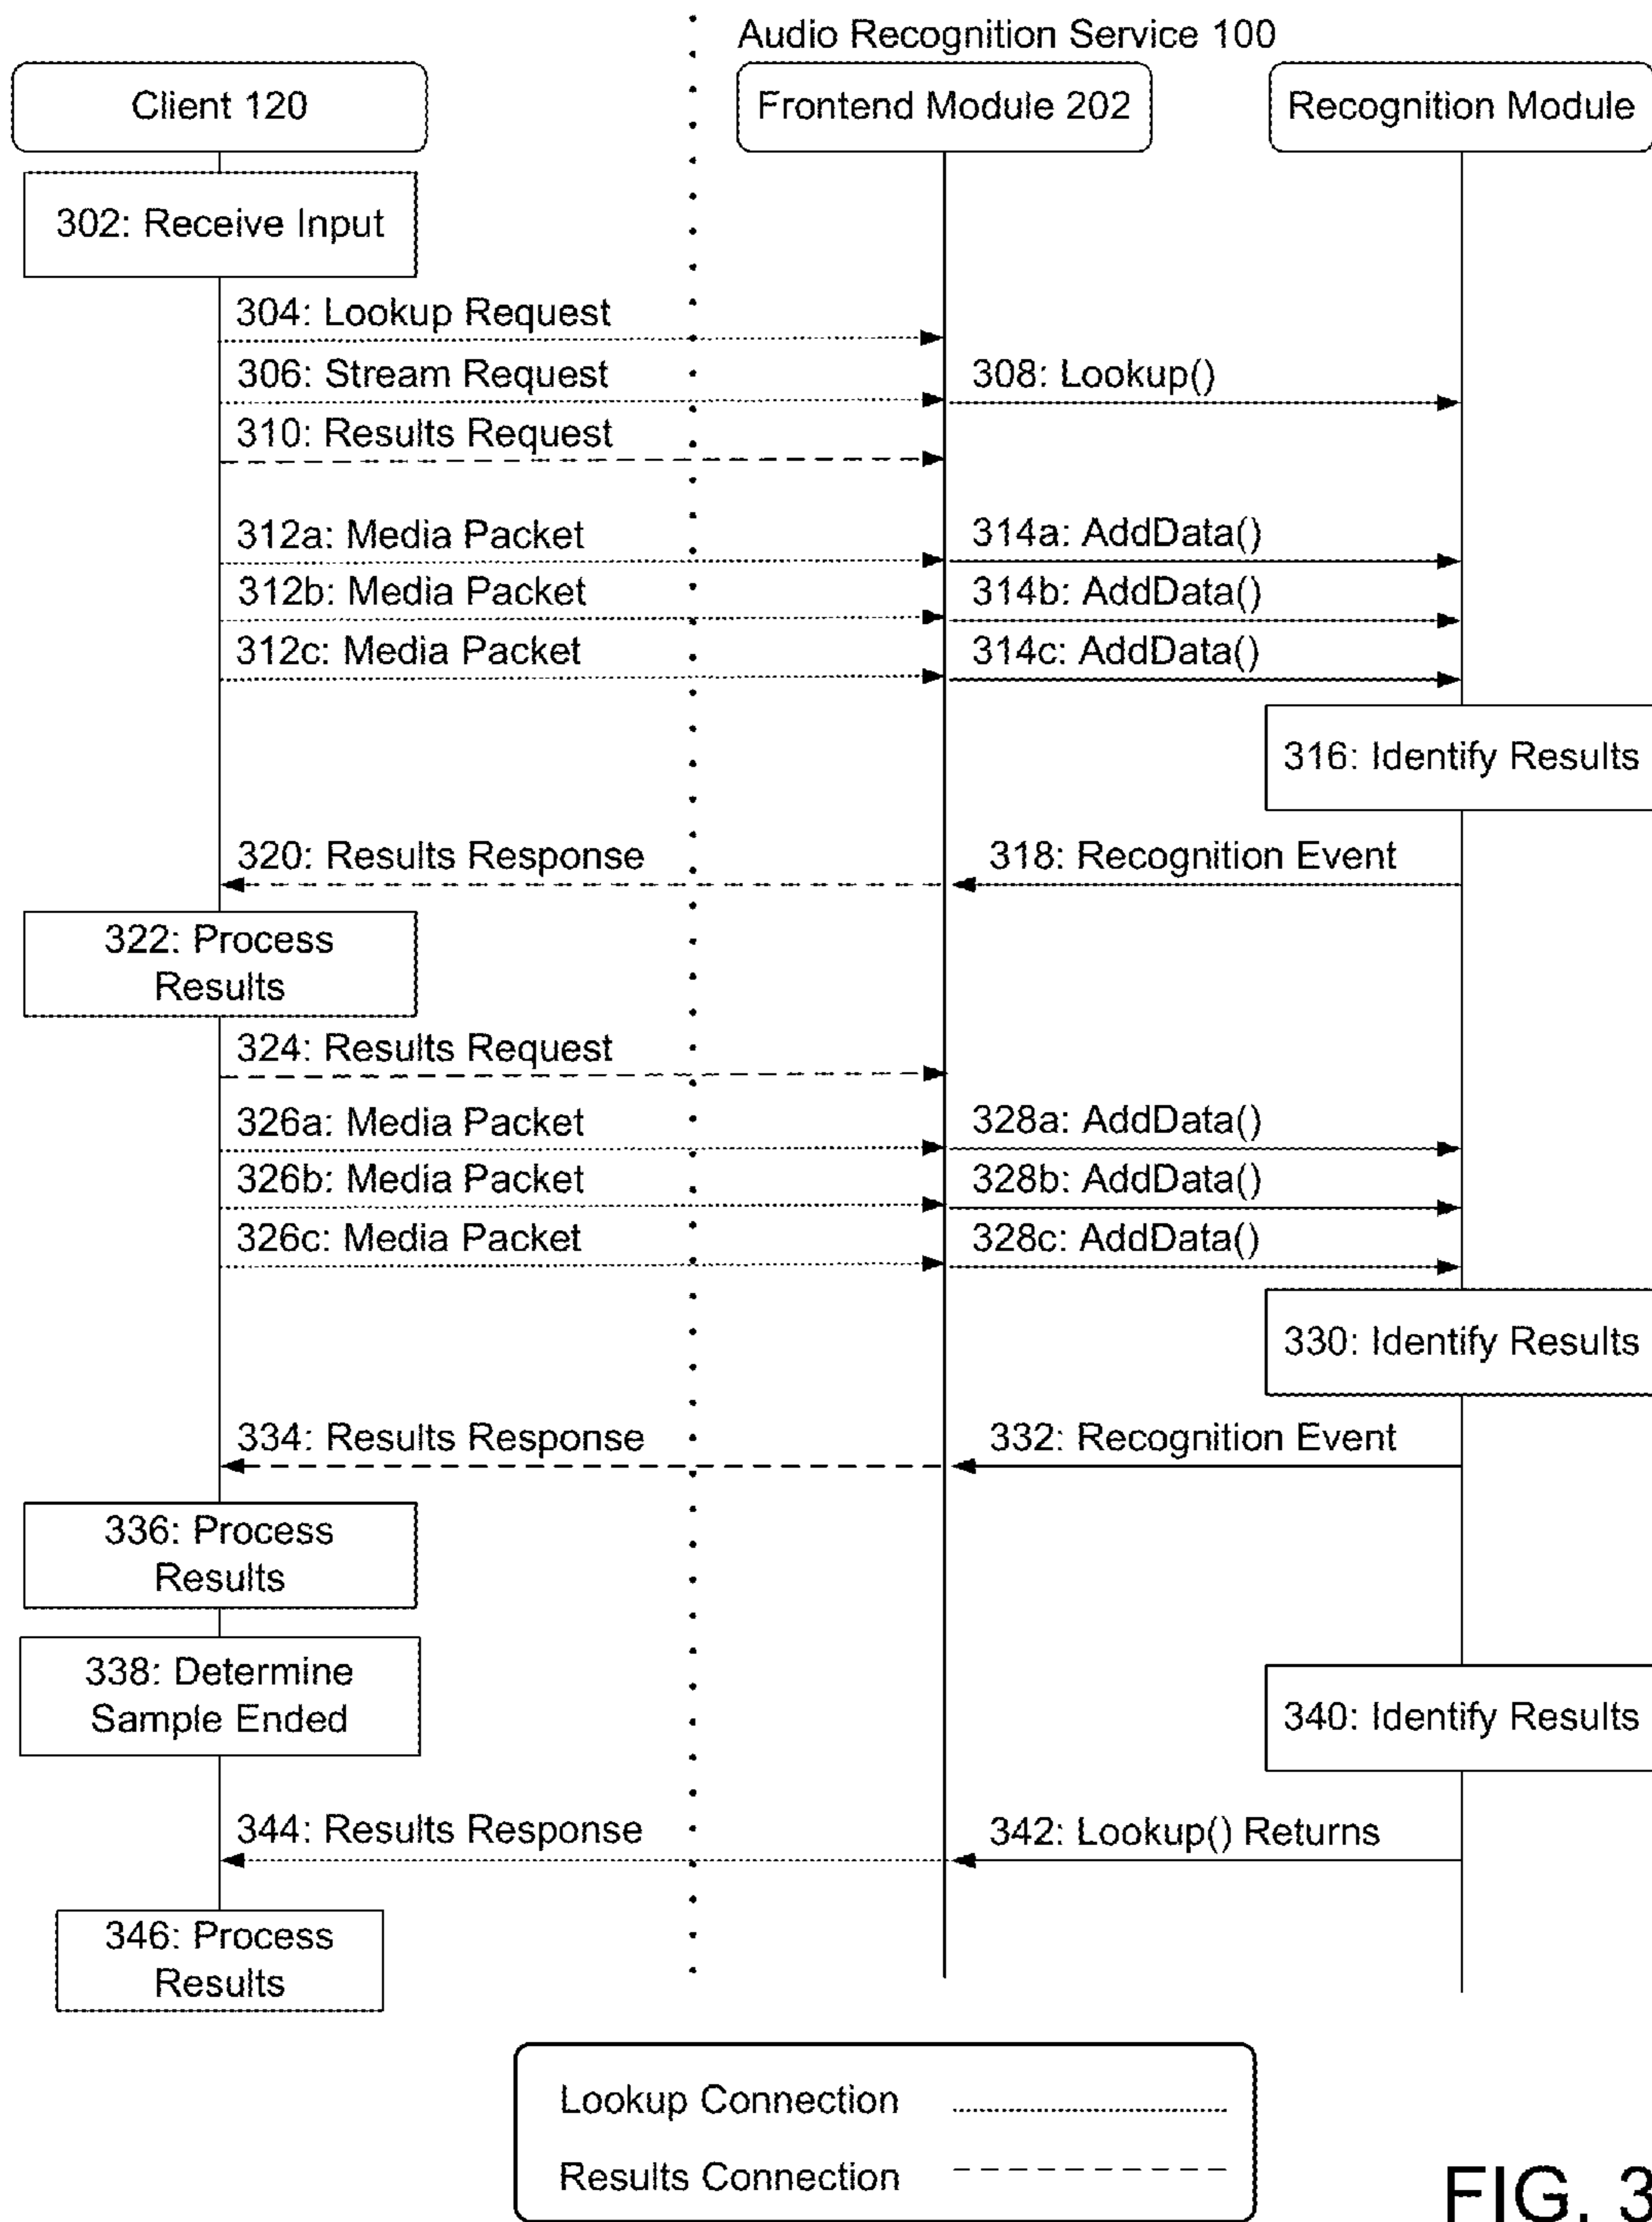 Audio Recognition Service 100
Client 120
Frontend Module 202
Recognition Module
302: Receive Input
304: Lookup Request
306: Stream Request
308: Lookup()
310: Results Request
312a: Media Packet
314a: AddData()
312b: Media Packet
314b: AddData()
312c: Media Packet
314c: AddData()
316: Identify Results
320: Results Response
318: Recognition Event
322: Process
Results
324: Results Request
326a: Media Packet
328a: AddData()
326b: Media Packet
328b: AddData()
326c: Media Packet
328c: AddData()
330: Identify Results
334: Results Response
332: Recognition Event
336: Process
Results
338: Determine
Sample Ended
340: Identify Results
344: Results Response
342: Lookup() Returns
346: Process
Results
Lookup Connection
Results Connection
FIG. 3